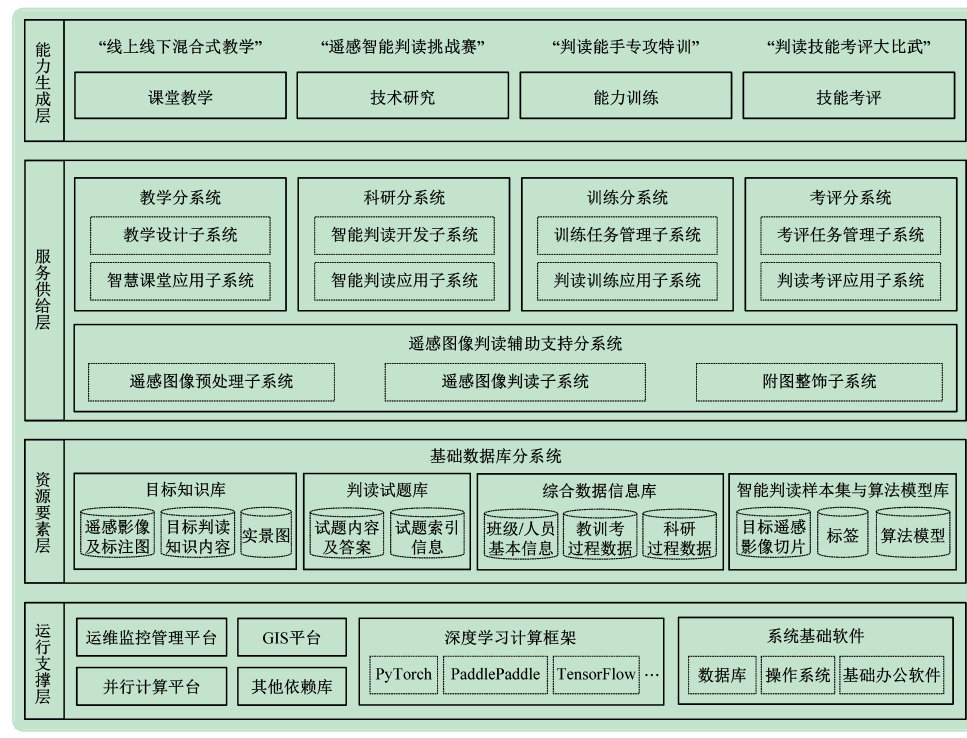 能力生成层
“线上线下混合式教学”
“遥感智能判读挑战赛”
“判读能手专攻特训”
“判读技能考评大比武”
课堂教学
技术研究
能力训练
技能考评
服务供给层
教学分系统
教学设计子系统
智慧课堂应用子系统
科研分系统
智能判读开发子系统
智能判读应用子系统
训练分系统
训练任务管理子系统
判读训练应用子系统
考评分系统
考评任务管理子系统
判读考评应用子系统
遥感图像判读辅助支持分系统
遥感图像预处理子系统
遥感图像判读子系统
附图整饰子系统
资源要素层
基础数据库分系统
目标知识库
遥感影像
及标注图
目标判读
知识内容
实景图
判读试题库
试题内容
及答案
试题索引
信息
综合数据信息库
班级/人员
基本信息
教训考
过程数据
科研
过程数据
智能判读样本集与算法模型库
目标遥感
影像切片
标签
算法模型
运行支撑层
运维监控管理平台
GIS平台
并行计算平台
其他依赖库
深度学习计算框架
PyTorch
PaddlePaddle
TensorFlow
…
系统基础软件
数据库
操作系统
基础办公软件